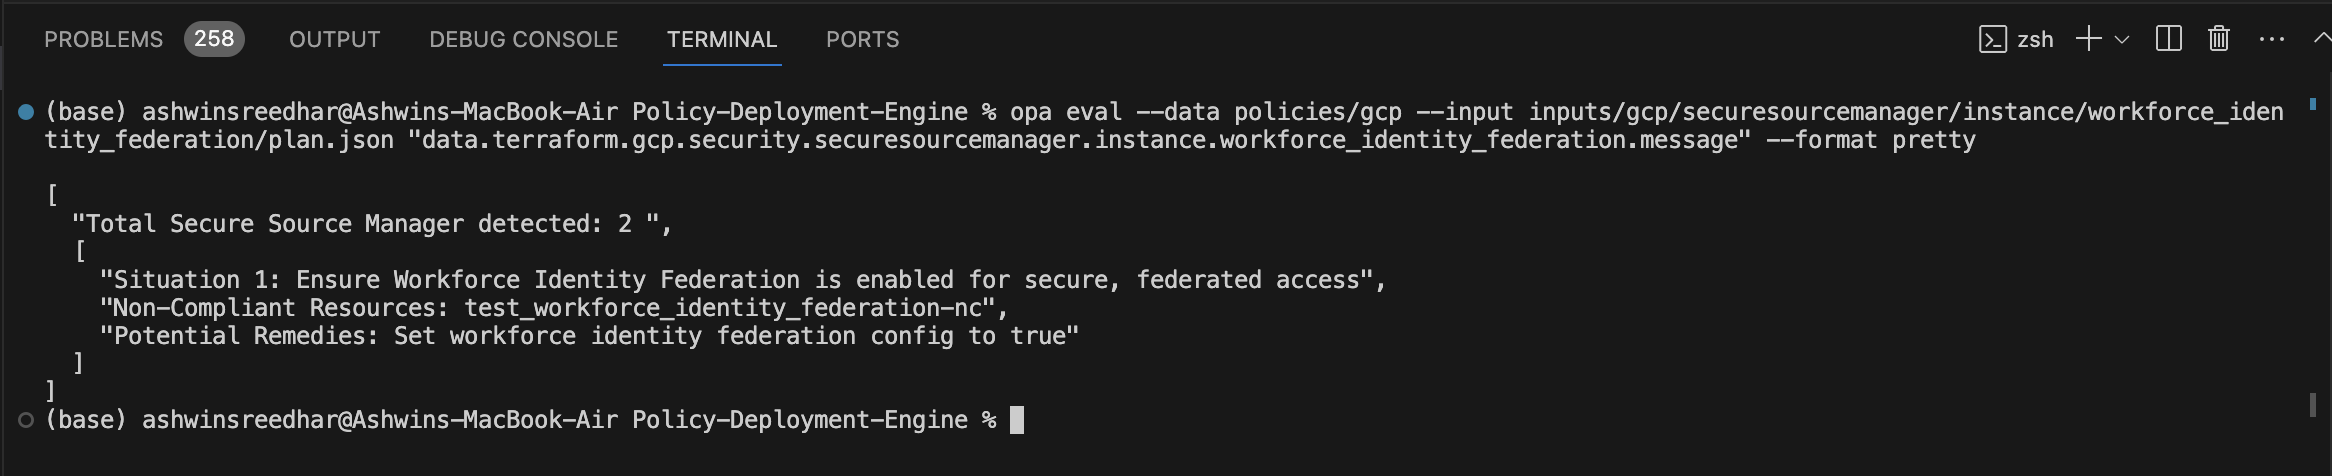 PROBLEMS 258 OUTPUT DEBUG CONSOLE TERMINAL PORTS zsh
(base) ashwinsreedhar@Ashwins-MacBook-Air Policy-Deployment-Engine % opa eval --data policies/gcp --input inputs/gcp/securesourcemanager/instance/workforce_iden
tity_federation/plan.json "data.terraform.gcp.security.securesourcemanager.instance.workforce_identity_federation.message" --format pretty
[
"Total Secure Source Manager detected: 2 ",
[
"Situation 1: Ensure Workforce Identity Federation is enabled for secure, federated access",
"Non-Compliant Resources: test_workforce_identity_federation-nc",
"Potential Remedies: Set workforce identity federation config to true"
]
]
(base) ashwinsreedhar@Ashwins-MacBook-Air Policy-Deployment-Engine %